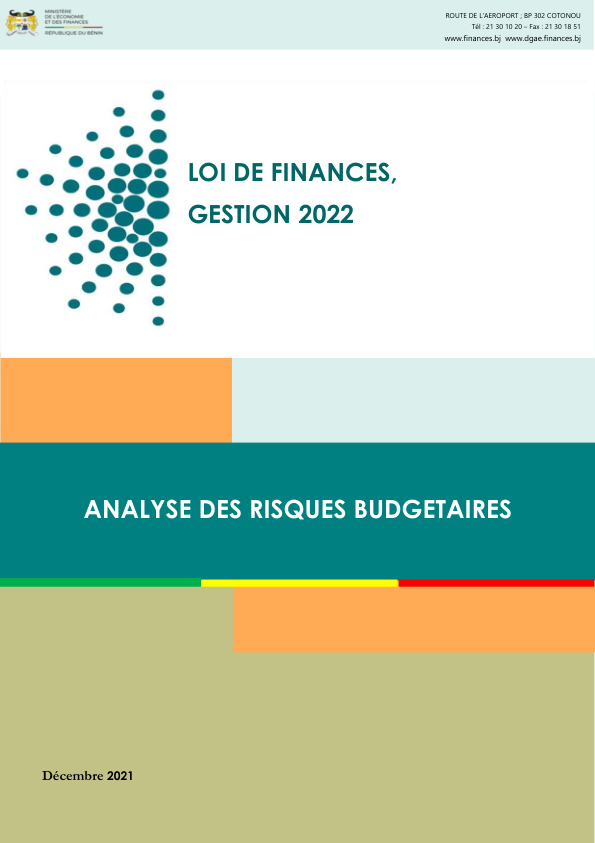 MINISTÈRE
DE L'ÉCONOMIE
ET DES FINANCES
RÉPUBLIQUE DU BÉNIN
ROUTE DE L'AEROPORT ; BP 302 COTONOU
Tél : 21 30 10 20 – Fax : 21 30 18 51
www.finances.bj www.dgae.finances.bj
LOI DE FINANCES,
GESTION 2022
ANALYSE DES RISQUES BUDGETAIRES
Décembre 2021